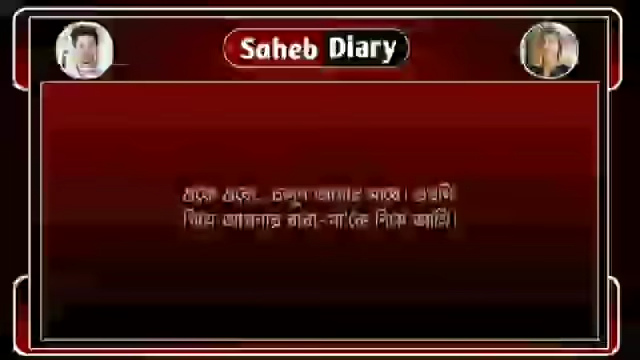 Saheb Diary
চলুন আমার সাথে।
গিয়ে আপনার বাবা-মা'কে নিয়ে আসি।